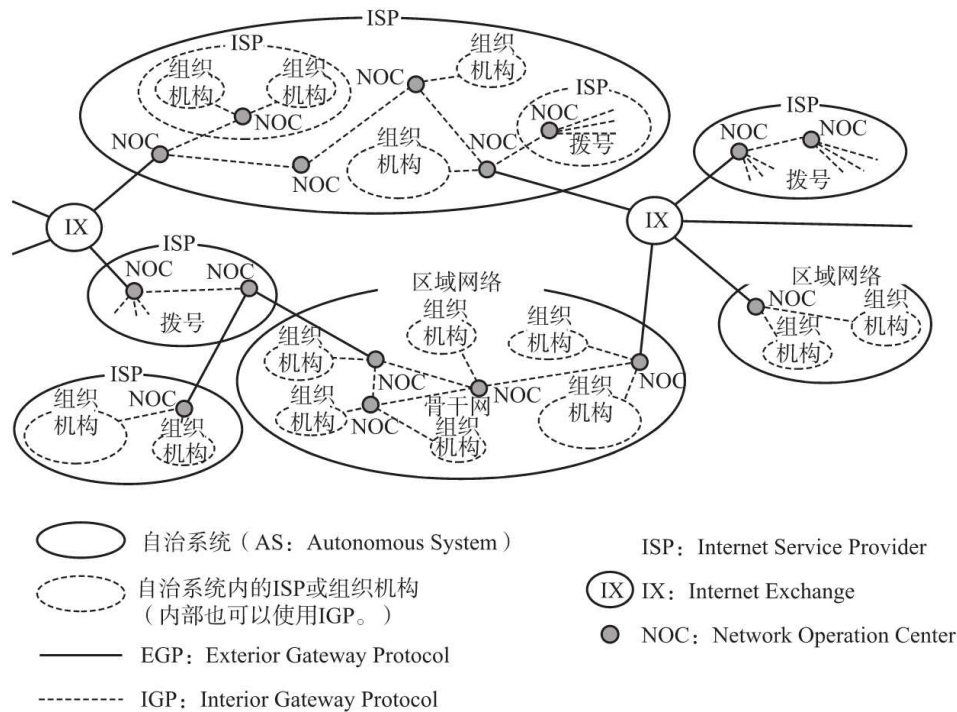 ISP
ISP
组织
机构
组织
机构
NOC
NOC
NOC
NOC
组织
机构
组织
机构
NOC
ISP
NOC
拨号
ISP
NOC
NOC
拨号
IX
IX
ISP
NOC
NOC
拨号
ISP
组织
机构
NOC
组织
机构
区域网络
组织
机构
组织
机构
组织
机构
NOC
组织
机构
NOC
NOC
骨干网
组织
机构
组织
机构
NOC
区域网络
NOC
组织
机构
组织
机构
自治系统（AS：Autonomous System）
自治系统内的ISP或组织机构
（内部也可以使用IGP。）
EGP：Exterior Gateway Protocol
IGP：Interior Gateway Protocol
ISP：Internet Service Provider
IX IX：Internet Exchange
NOC：Network Operation Center